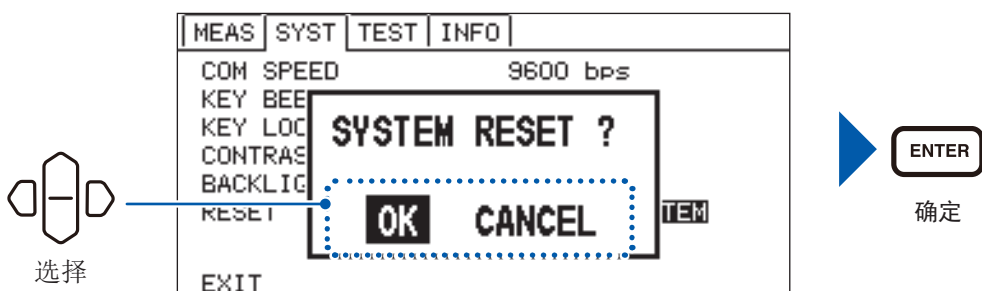 MEAS SYST TEST INFO
COM SPEED 9600 bps
KEY BEE
KEY LOC
CONTRAS
BACKLIG
RESET TEM
SYSTEM RESET ?
OK CANCEL
EXIT
选择
ENTER
确定